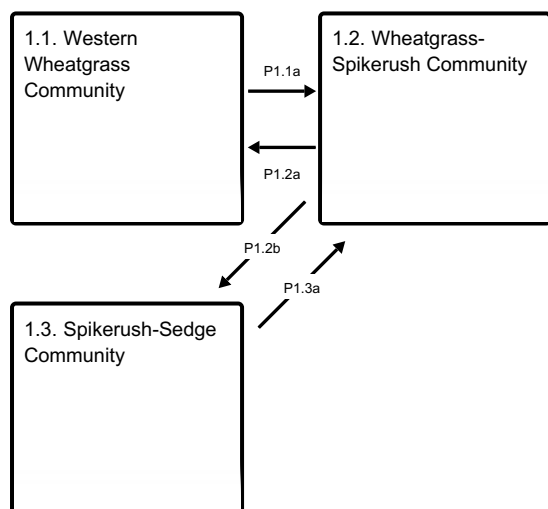 1.1. Western
Wheatgrass
Community
P1.1a
1.2. Wheatgrass-
Spikerush Community
P1.2a
P1.2b
P1.3a
1.3. Spikerush-Sedge
Community